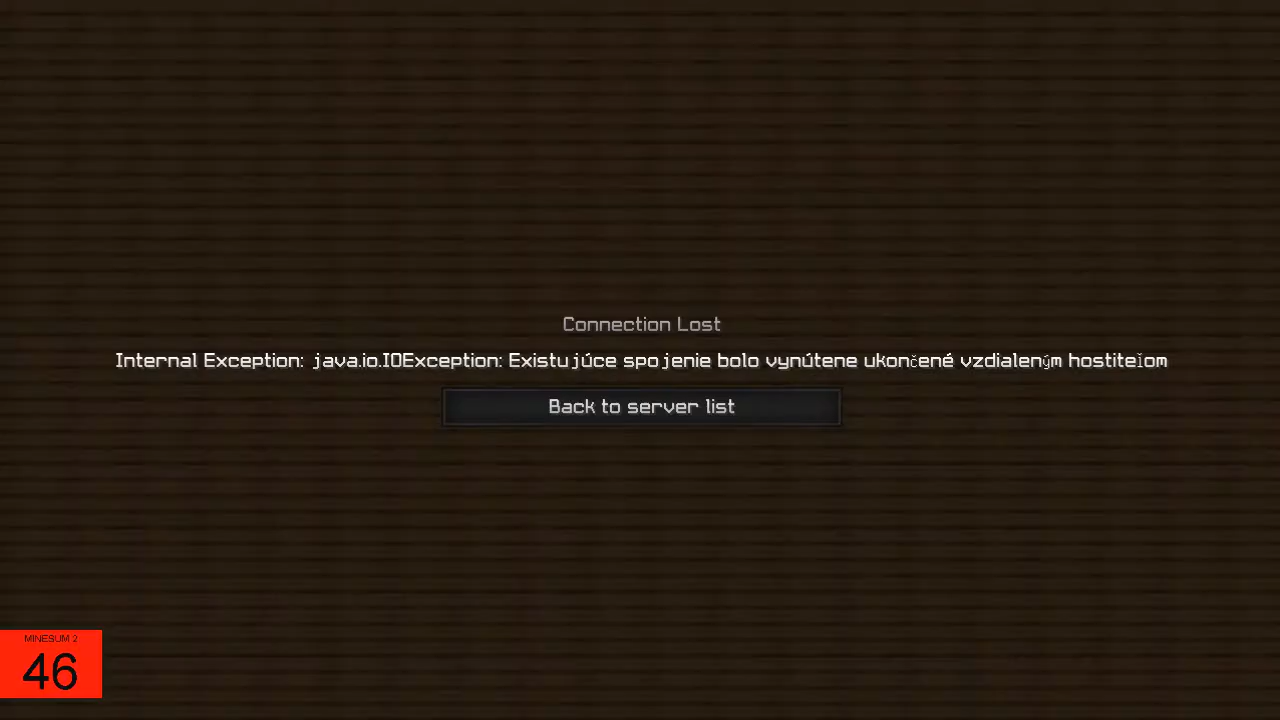 Connection Lost
Internal Exception: java.io.IOException: Existujúce spojenie bolo vynútene ukončené vzdialeným hostiteľom
Back to server list
MINESUM 2
46